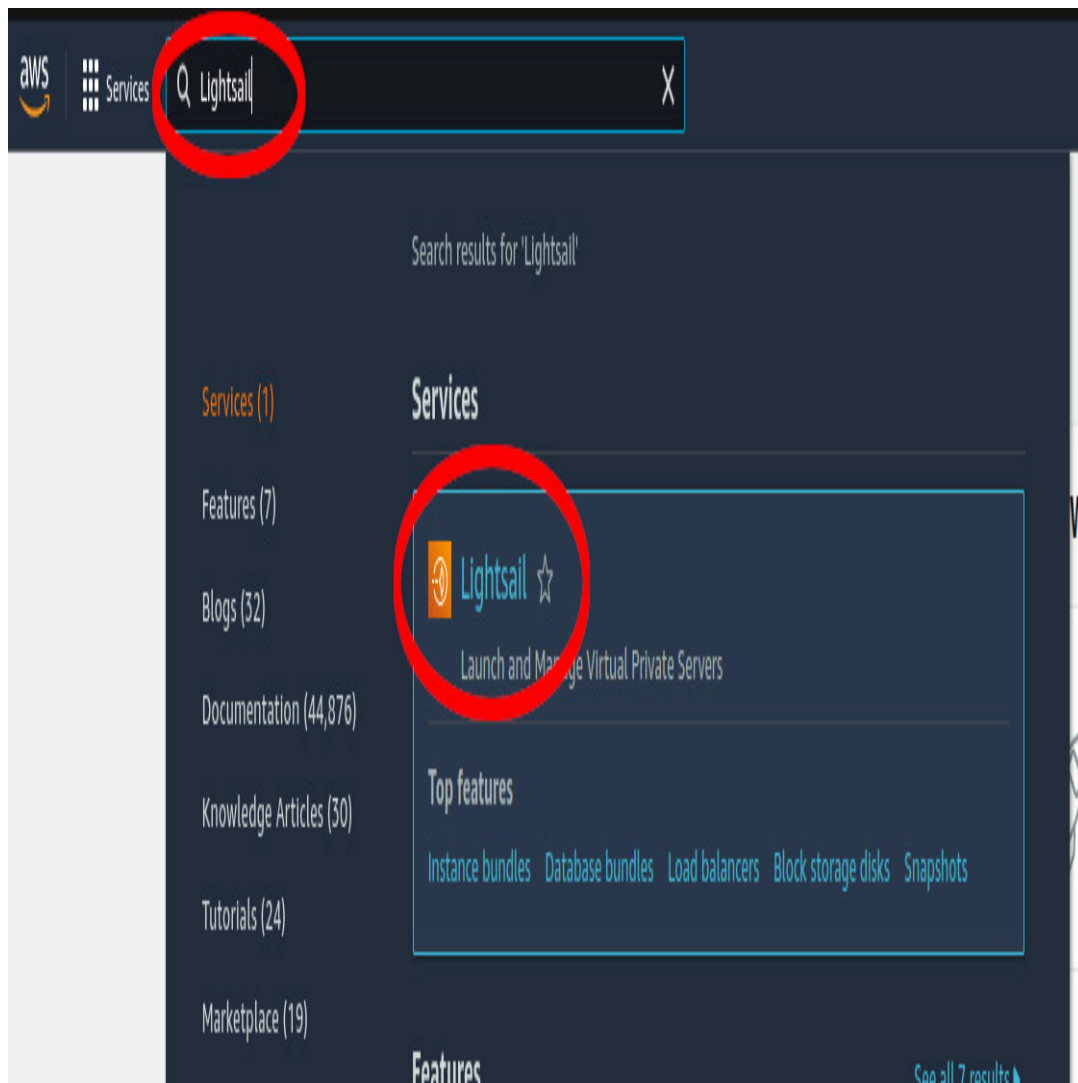 aws
Services
Lightsail
Search results for 'Lightsail'
Services (1)
Features (7)
Blogs (32)
Documentation (44,876)
Knowledge Articles (30)
Tutorials (24)
Marketplace (19)
Services
Lightsail
Launch and Manage Virtual Private Servers
Top features
Instance bundles Database bundles Load balancers Block storage disks Snapshots
Features
See all 7 results